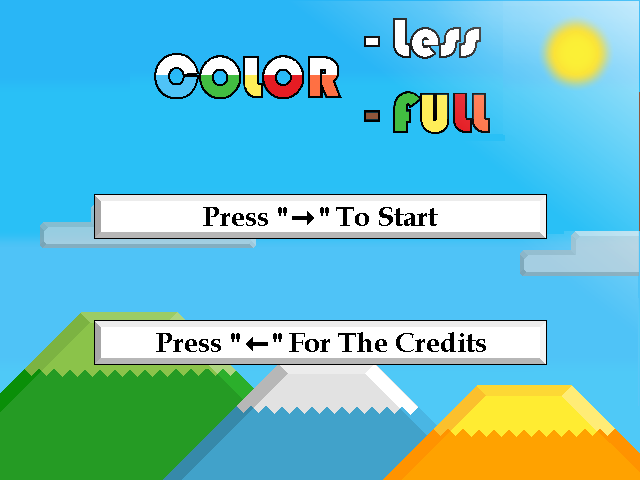 COLOR
- Less
- FULL
Press "→" To Start
Press "←" For The Credits